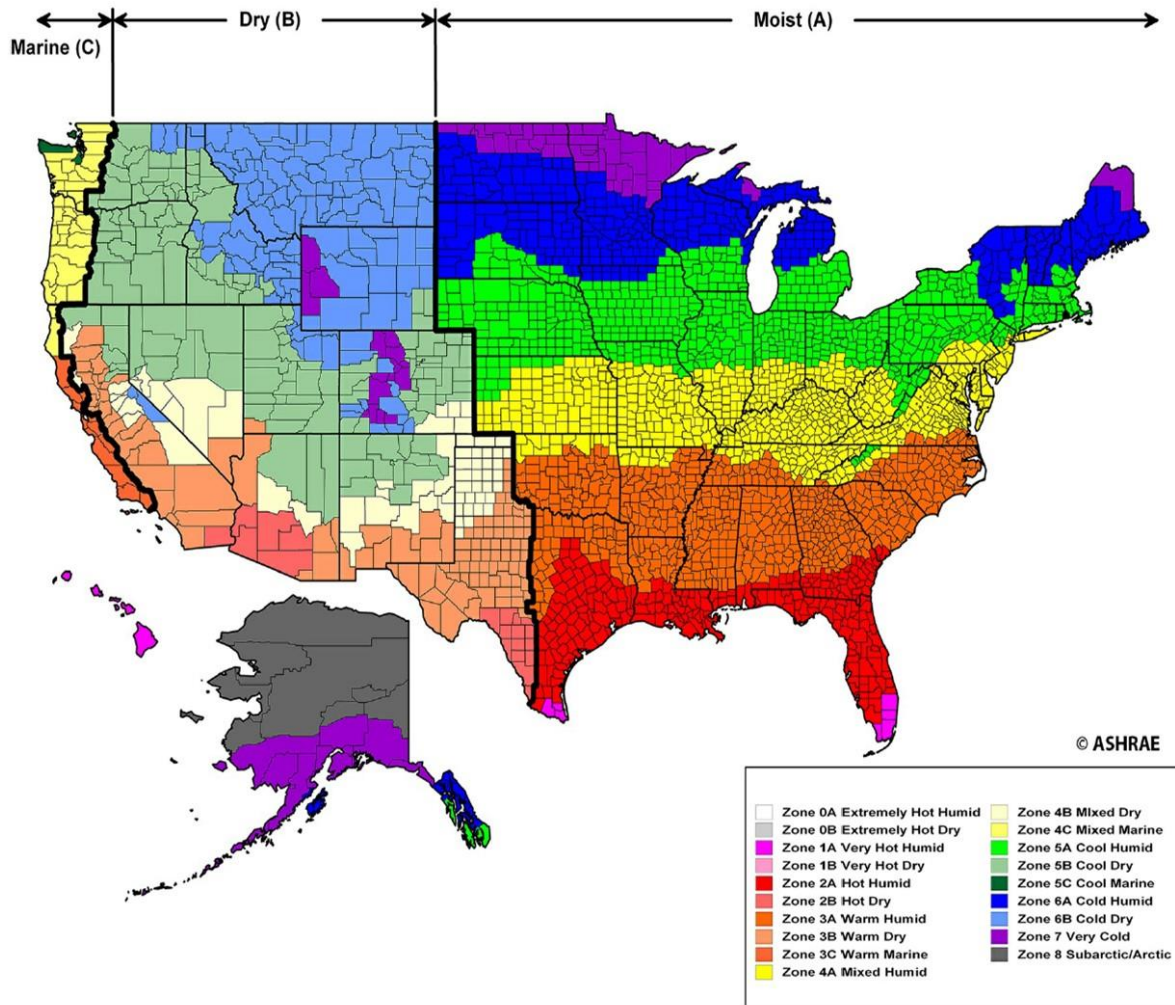 Marine (C)
Dry (B)
Moist (A)
© ASHRAE
Zone 0A Extremely Hot Humid
Zone 0B Extremely Hot Dry
Zone 1A Very Hot Humid
Zone 1B Very Hot Dry
Zone 2A Hot Humid
Zone 2B Hot Dry
Zone 3A Warm Humid
Zone 3B Warm Dry
Zone 3C Warm Marine
Zone 4A Mixed Humid
Zone 4B MIxed Dry
Zone 4C Mixed Marine
Zone 5A Cool Humid
Zone 5B Cool Dry
Zone 5C Cool Marine
Zone 6A Cold Humid
Zone 6B Cold Dry
Zone 7 Very Cold
Zone 8 Subarctic/Arctic